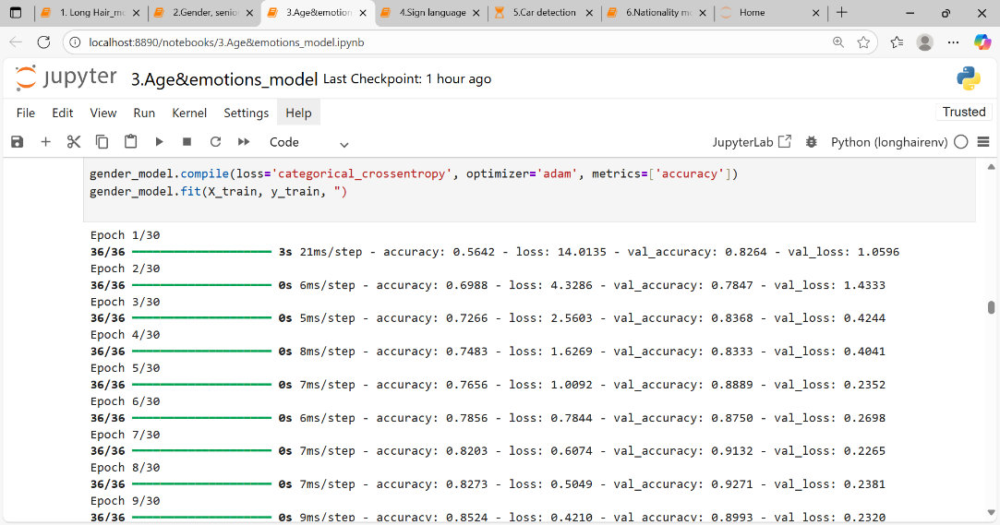 1. Long Hair_mo
2.Gender, senio
3.Age&emotion
4.Sign language
5.Car detection
6.Nationality mo
Home
localhost:8890/notebooks/3.Age&emotions_model.ipynb
jupyter 3.Age&emotions_model Last Checkpoint: 1 hour ago
File Edit View Run Kernel Settings Help Trusted
Code JupyterLab Python (longhairenv)
gender_model.compile(loss='categorical_crossentropy', optimizer='adam', metrics=['accuracy'])
gender_model.fit(X_train, y_train, ")
Epoch 1/30
36/36 3s 21ms/step - accuracy: 0.5642 - loss: 14.0135 - val_accuracy: 0.8264 - val_loss: 1.0596
Epoch 2/30
36/36 0s 6ms/step - accuracy: 0.6988 - loss: 4.3286 - val_accuracy: 0.7847 - val_loss: 1.4333
Epoch 3/30
36/36 0s 5ms/step - accuracy: 0.7266 - loss: 2.5603 - val_accuracy: 0.8368 - val_loss: 0.4244
Epoch 4/30
36/36 0s 8ms/step - accuracy: 0.7483 - loss: 1.6269 - val_accuracy: 0.8333 - val_loss: 0.4041
Epoch 5/30
36/36 0s 7ms/step - accuracy: 0.7656 - loss: 1.0092 - val_accuracy: 0.8889 - val_loss: 0.2352
Epoch 6/30
36/36 0s 6ms/step - accuracy: 0.7856 - loss: 0.7844 - val_accuracy: 0.8750 - val_loss: 0.2698
Epoch 7/30
36/36 0s 7ms/step - accuracy: 0.8203 - loss: 0.6074 - val_accuracy: 0.9132 - val_loss: 0.2265
Epoch 8/30
36/36 0s 7ms/step - accuracy: 0.8273 - loss: 0.5049 - val_accuracy: 0.9271 - val_loss: 0.2381
Epoch 9/30
36/36 0s 9ms/step - accuracy: 0.8524 - loss: 0.4210 - val_accuracy: 0.8993 - val_loss: 0.2320